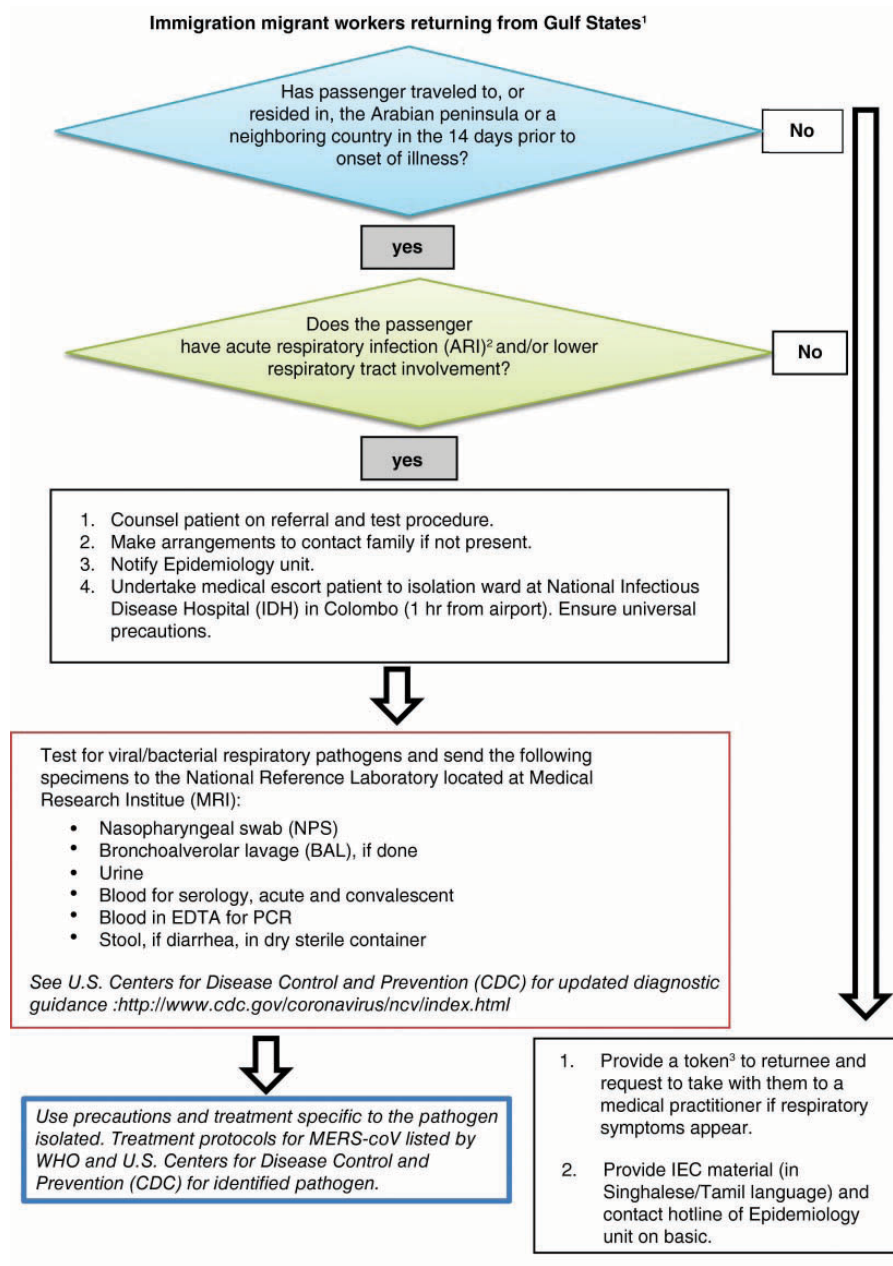 Immigration migrant workers returning from Gulf States¹
Has passenger traveled to, or
resided in, the Arabian peninsula or a
neighboring country in the 14 days prior to
onset of illness?
No
yes
Does the passenger
have acute respiratory infection (ARI)² and/or lower
respiratory tract involvement?
No
yes
1. Counsel patient on referral and test procedure.
2. Make arrangements to contact family if not present.
3. Notify Epidemiology unit.
4. Undertake medical escort patient to isolation ward at National Infectious
Disease Hospital (IDH) in Colombo (1 hr from airport). Ensure universal
precautions.
Test for viral/bacterial respiratory pathogens and send the following
specimens to the National Reference Laboratory located at Medical
Research Institue (MRI):
• Nasopharyngeal swab (NPS)
• Bronchoalverolar lavage (BAL), if done
• Urine
• Blood for serology, acute and convalescent
• Blood in EDTA for PCR
• Stool, if diarrhea, in dry sterile container
See U.S. Centers for Disease Control and Prevention (CDC) for updated diagnostic
guidance :http://www.cdc.gov/coronavirus/ncv/index.html
Use precautions and treatment specific to the pathogen
isolated. Treatment protocols for MERS-coV listed by
WHO and U.S. Centers for Disease Control and
Prevention (CDC) for identified pathogen.
1. Provide a token³ to returnee and
request to take with them to a
medical practitioner if respiratory
symptoms appear.
2. Provide IEC material (in
Singhalese/Tamil language) and
contact hotline of Epidemiology
unit on basic.